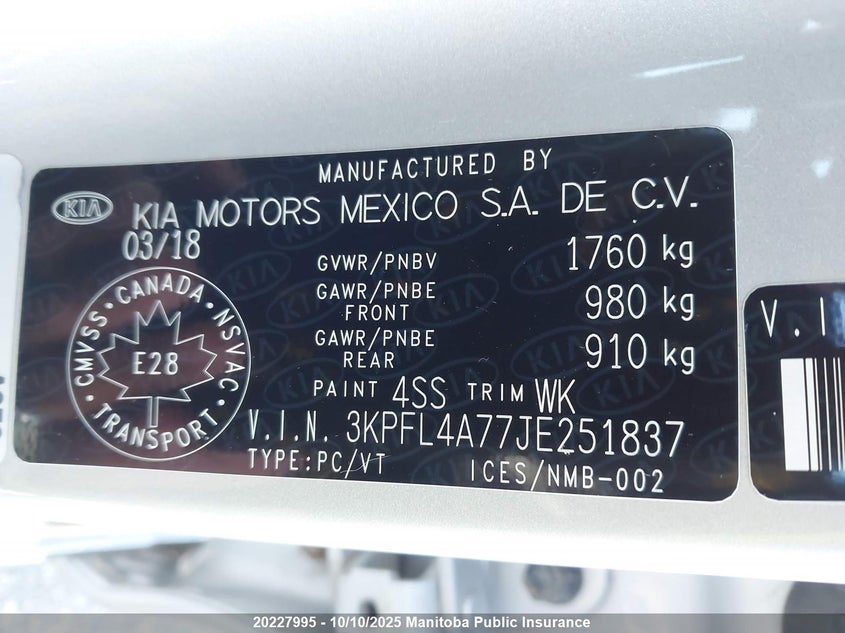 MANUFACTURED BY
KIA
KIA MOTORS MEXICO S.A. DE C.V.
03/18
GVWR/PNBV 1760 kg
GAWR/PNBE
FRONT
980 kg
GAWR/PNBE
REAR
910 kg
CANADA • NSVAC • TRANSPORT • CMVSS •
E28
PAINT 4SS TRIM WK
V.I.N. 3KPFL4A77JE251837
TYPE:PC/VT ICES/NMB-002
V.I
20227995 - 10/10/2025 Manitoba Public Insurance